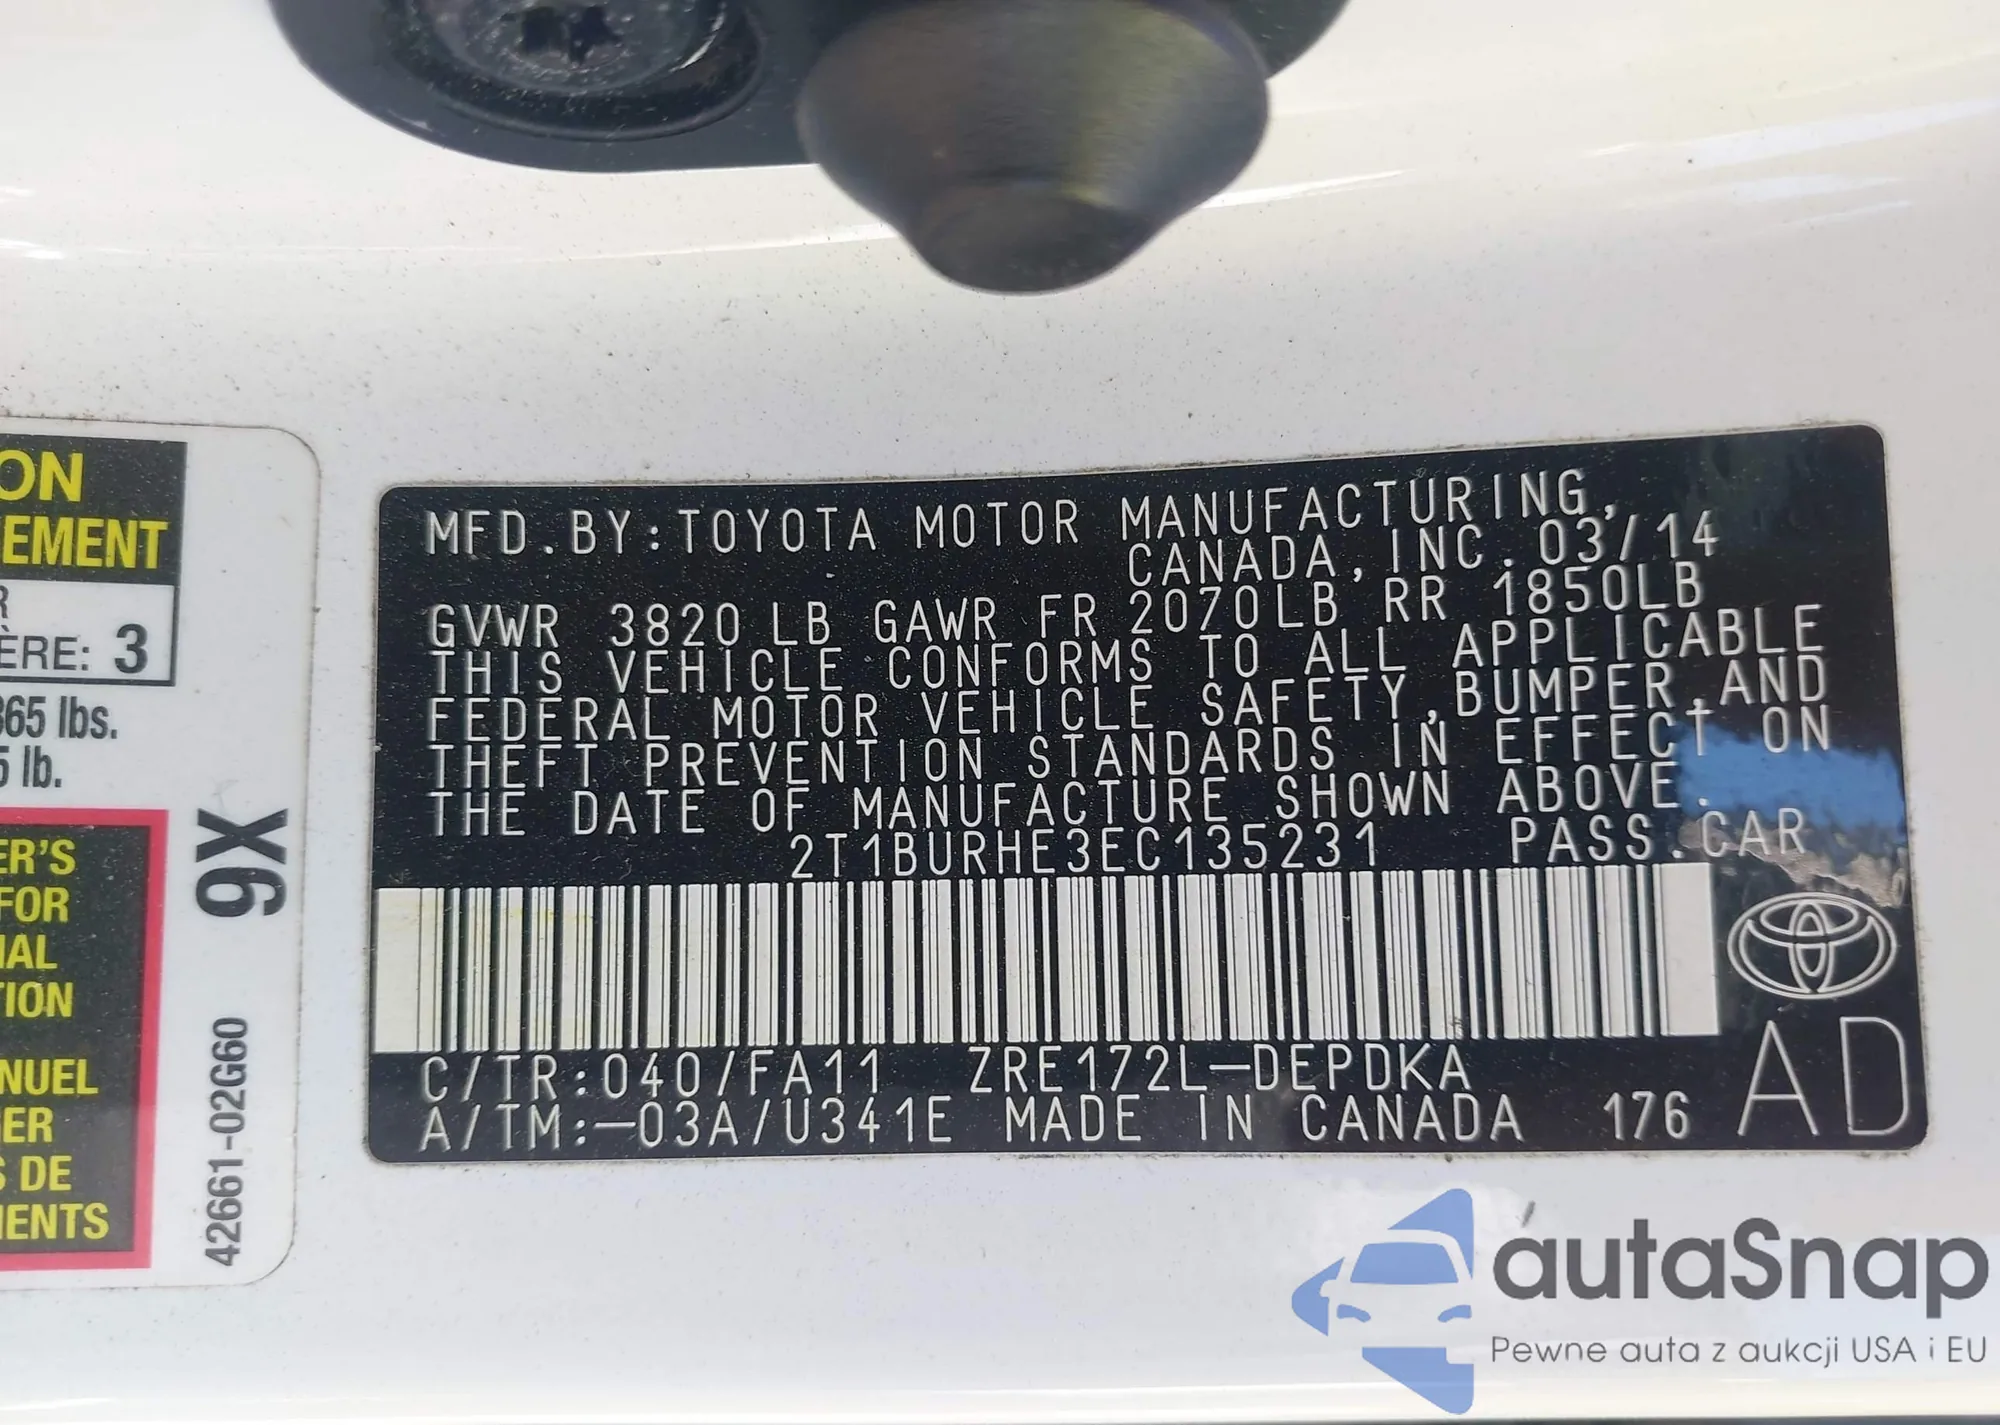 ON
EMENT
R
ÈRE: 3
365 lbs.
5 lb.
ER'S
FOR
IAL
TION
NUEL
GER
S DE
MENTS
9X
42661-02G60
MFD.BY:TOYOTA MOTOR MANUFACTURING,
CANADA,INC.03/14
GVWR 3820LB GAWR FR 2070LB RR 1850LB
THIS VEHICLE CONFORMS TO ALL APPLICABLE
FEDERAL MOTOR VEHICLE SAFETY,BUMPER,AND
THEFT PREVENTION STANDARDS IN EFFECT ON
THE DATE OF MANUFACTURE SHOWN ABOVE.
2T1BURHE3EC135231 PASS.CAR
C/TR:040/FA11 ZRE172L-DEPDKA
A/TM:-03A/U341E MADE IN CANADA 176
AD
autaSnap
Pewne auta z aukcji USA i EU